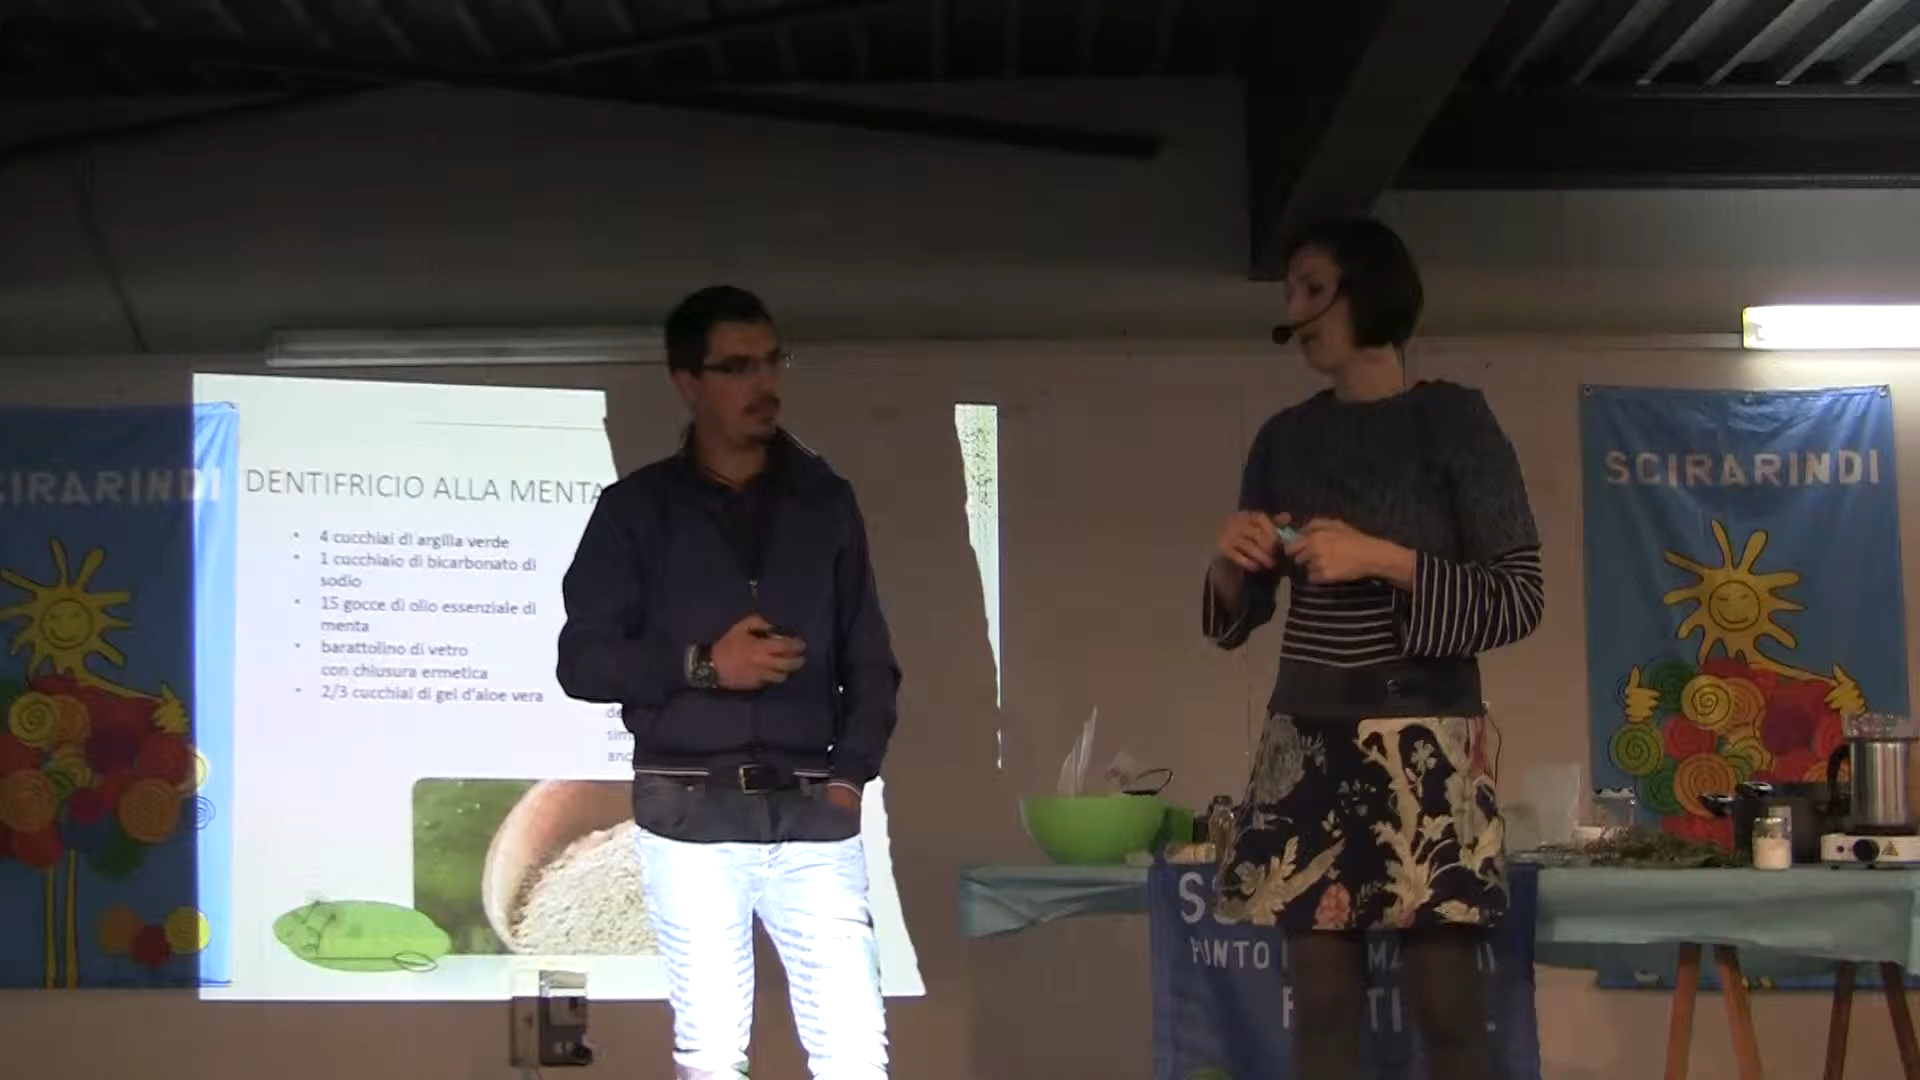 SCIRARINDI
DENTIFRICIO ALLA MENTA
4 cucchiai di argilla verde
1 cucchiaio di bicarbonato di
sodio
15 gocce di olio essenziale di
menta
barattolino di vetro
con chiusura ermetica
2/3 cucchiai di gel d'aloe vera
SCIRARINDI
PUNTO